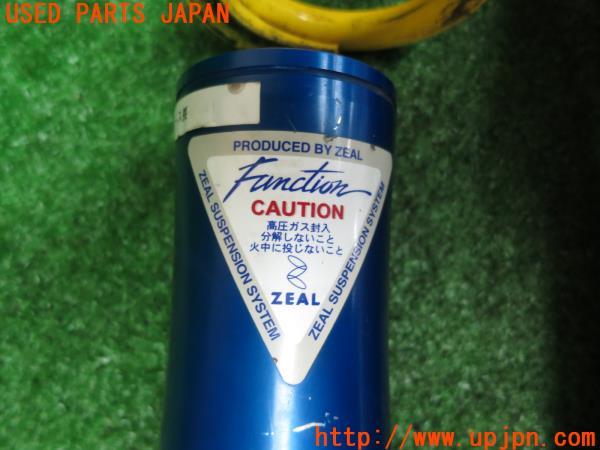 USED PARTS JAPAN
ス長
PRODUCED BY ZEAL
Function
CAUTION
高圧ガス封入
分解しないこと
火中に投じないこと
ZEAL
ZEAL SUSPENSION SYSTEM
ZEAL SUSPENSION SYSTEM
http://www.upjpn.com/